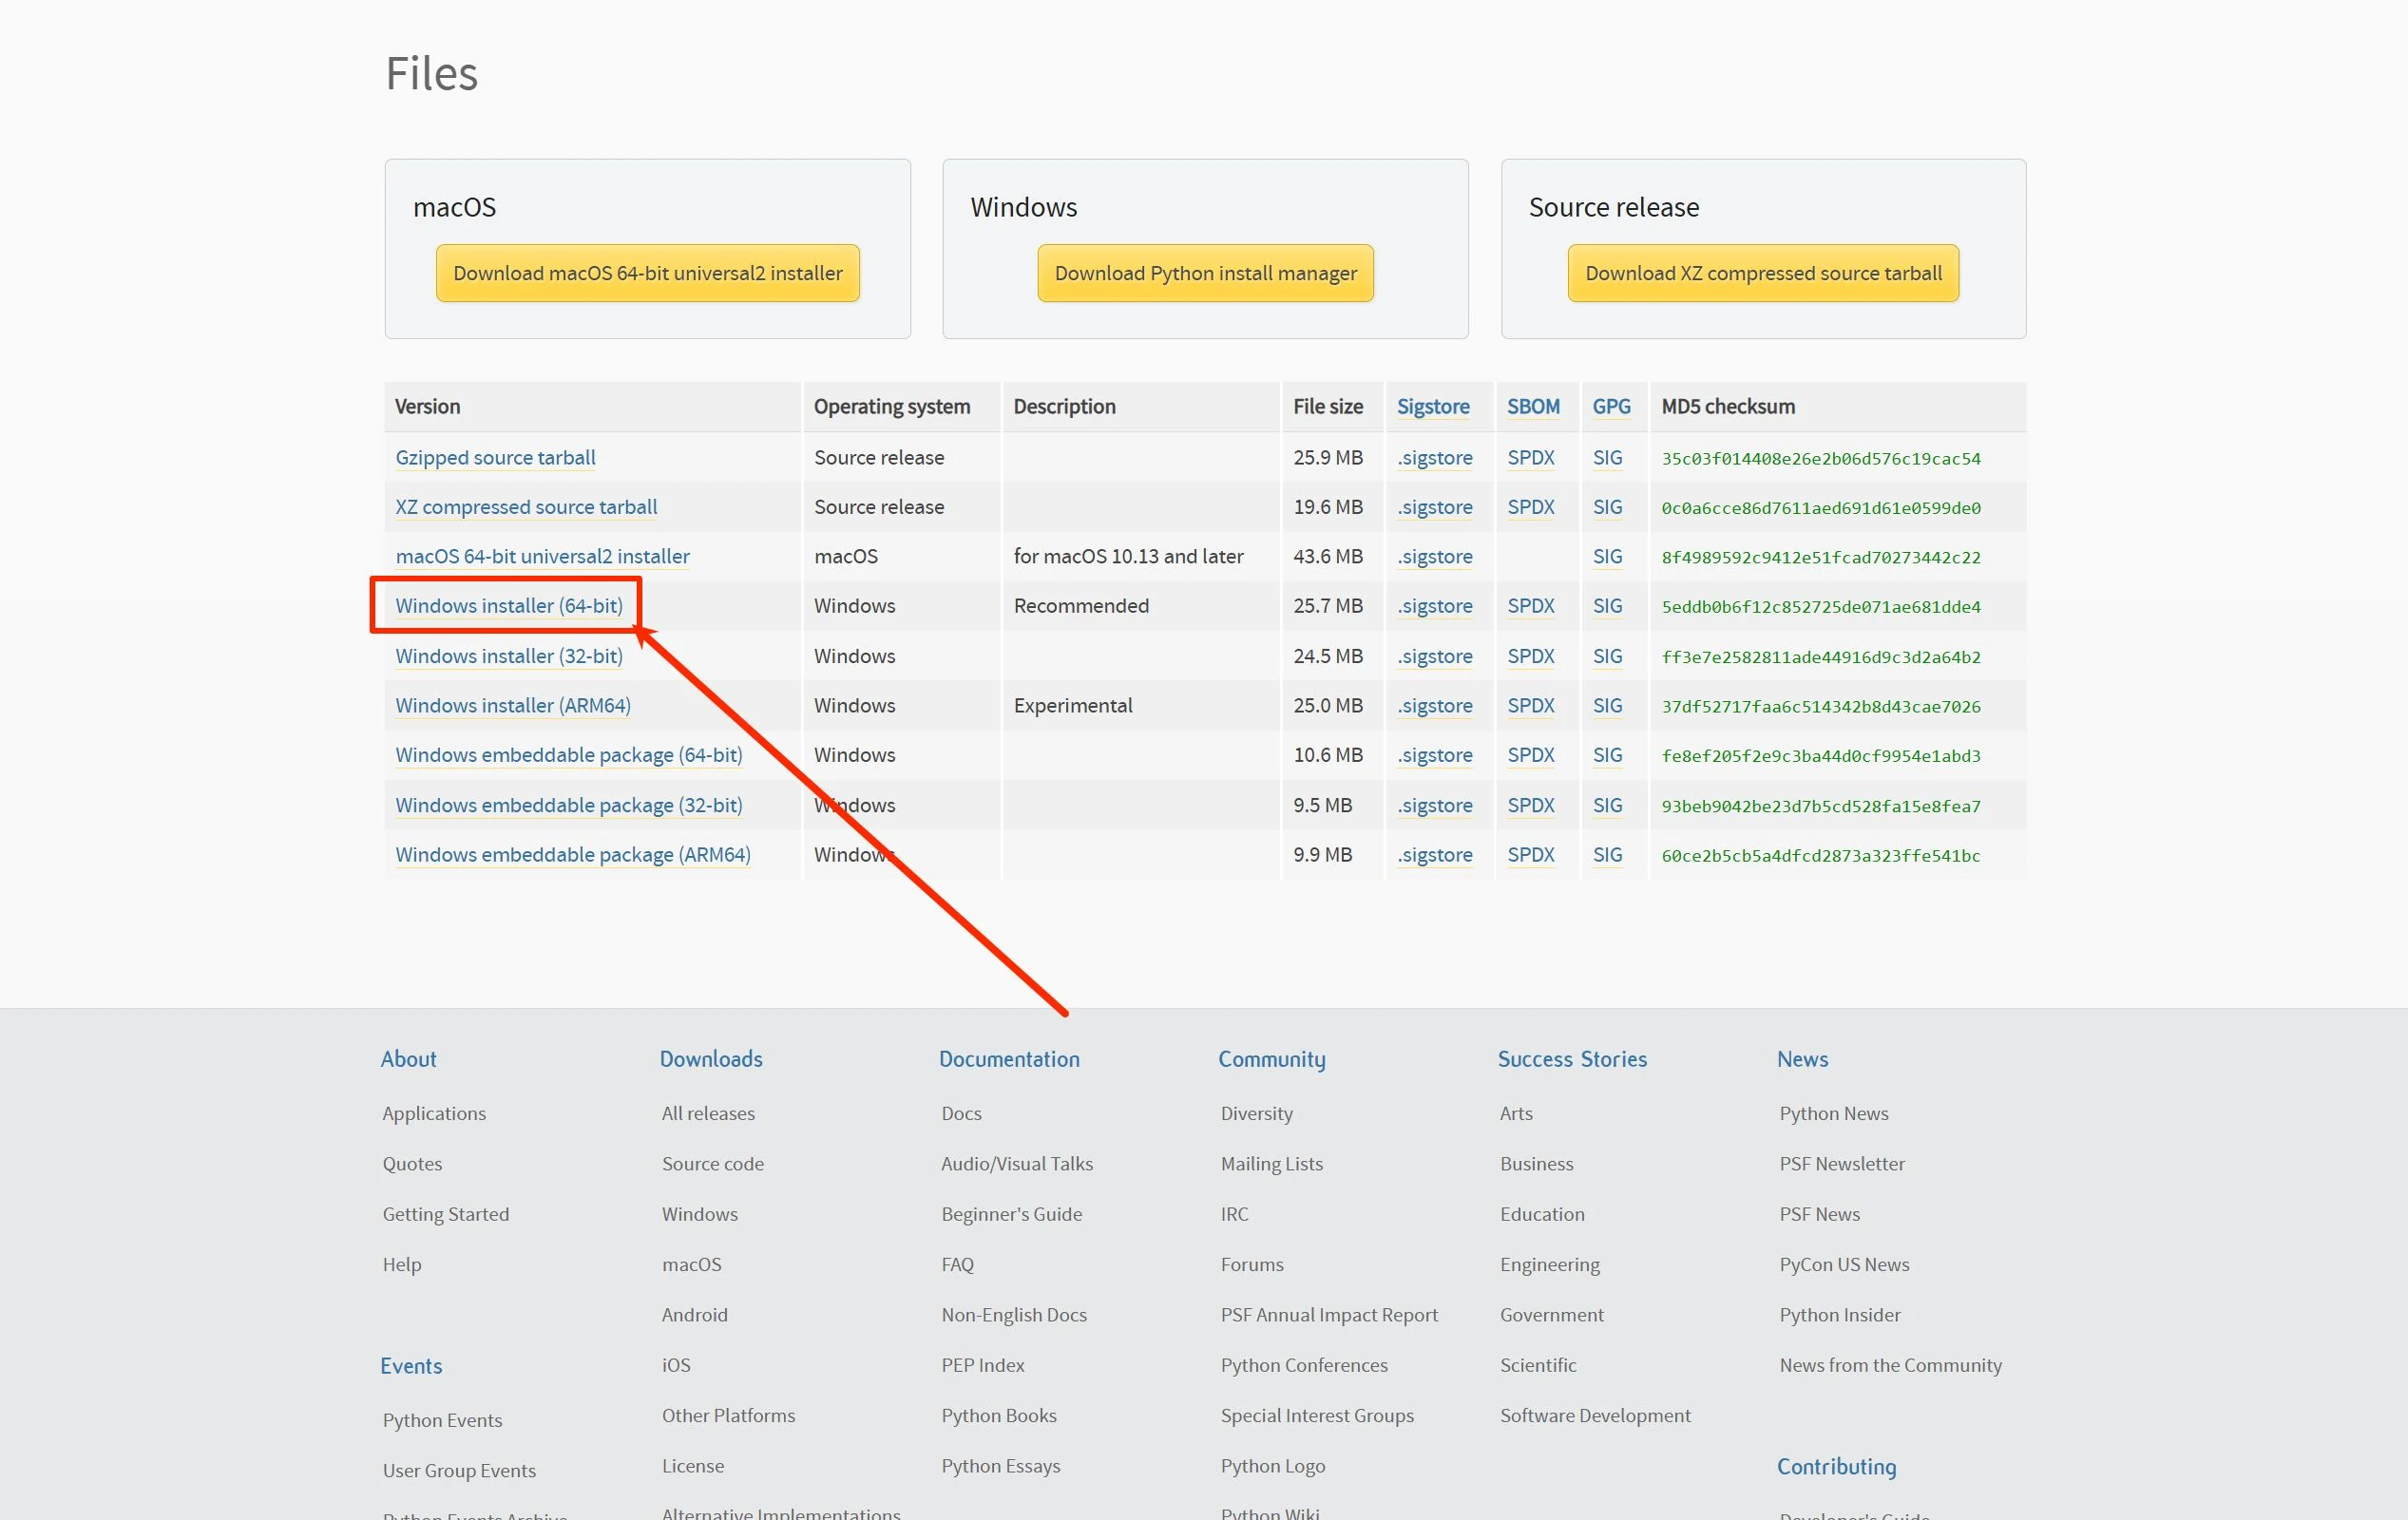 Files
macOS
Download macOS 64-bit universal2 installer
Windows
Download Python install manager
Source release
Download XZ compressed source tarball
Version Operating system Description File size Sigstore SBOM GPG MD5 checksum
Gzipped source tarball Source release 25.9 MB .sigstore SPDX SIG 35c03f014408e26e2b06d576c19cac54
XZ compressed source tarball Source release 19.6 MB .sigstore SPDX SIG 0c0a6cce86d7611aed691d61e0599de0
macOS 64-bit universal2 installer macOS for macOS 10.13 and later 43.6 MB .sigstore SIG 8f4989592c9412e51fcad70273442c22
Windows installer (64-bit) Windows Recommended 25.7 MB .sigstore SPDX SIG 5eddb0b6f12c852725de071ae681dde4
Windows installer (32-bit) Windows 24.5 MB .sigstore SPDX SIG ff3e7e2582811ade44916d9c3d2a64b2
Windows installer (ARM64) Windows Experimental 25.0 MB .sigstore SPDX SIG 37df52717faa6c514342b8d43cae7026
Windows embeddable package (64-bit) Windows 10.6 MB .sigstore SPDX SIG fe8ef205f2e9c3ba44d0cf9954e1abd3
Windows embeddable package (32-bit) Windows 9.5 MB .sigstore SPDX SIG 93beb9042be23d7b5cd528fa15e8fea7
Windows embeddable package (ARM64) Windows 9.9 MB .sigstore SPDX SIG 60ce2b5cb5a4dfcd2873a323ffe541bc
About
Applications
Quotes
Getting Started
Help
Events
Python Events
User Group Events
Python Events Archive
Downloads
All releases
Source code
Windows
macOS
Android
iOS
Other Platforms
License
Alternative Implementations
Documentation
Docs
Audio/Visual Talks
Beginner's Guide
FAQ
Non-English Docs
PEP Index
Python Books
Python Essays
Community
Diversity
Mailing Lists
IRC
Forums
PSF Annual Impact Report
Python Conferences
Special Interest Groups
Python Logo
Python Wiki
Success Stories
Arts
Business
Education
Engineering
Government
Scientific
Software Development
News
Python News
PSF Newsletter
PSF News
PyCon US News
Python Insider
News from the Community
Contributing
Developer's Guide